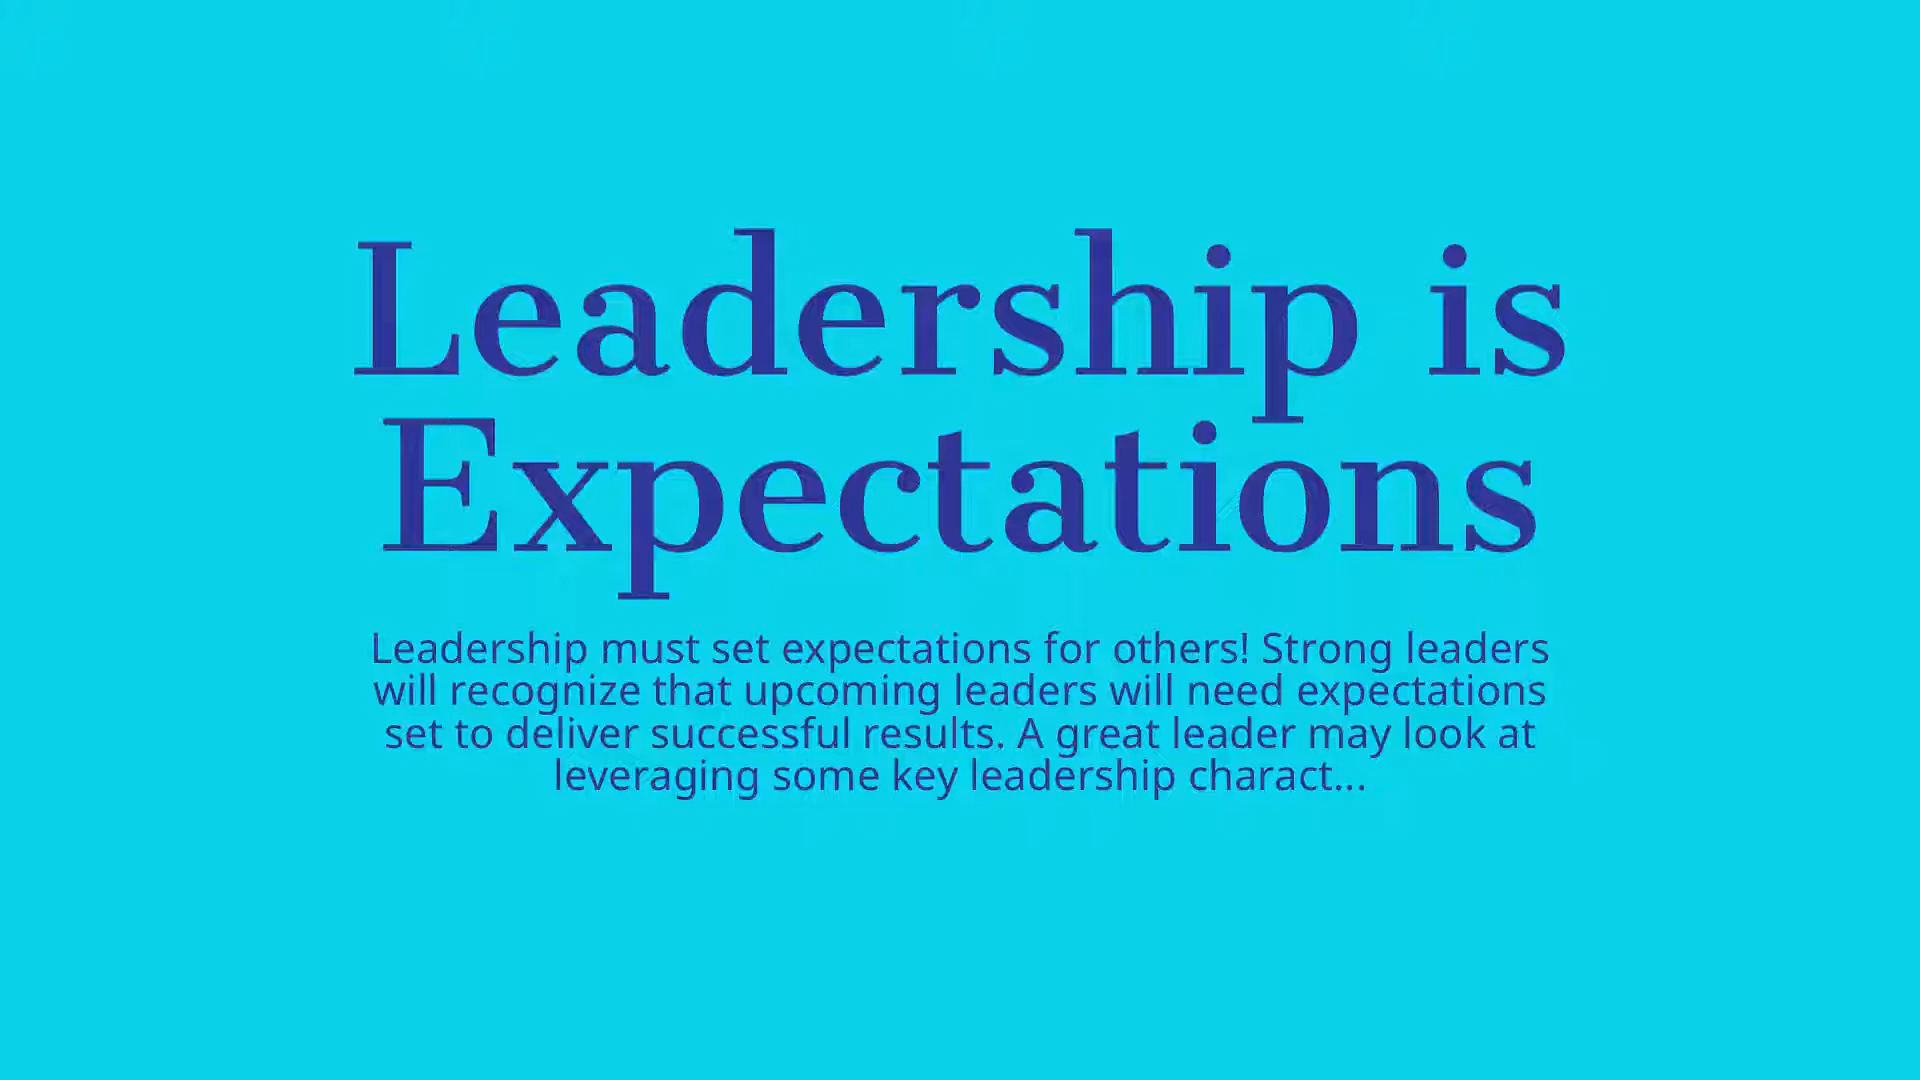 Leadership is
Expectations
Leadership must set expectations for others! Strong leaders
will recognize that upcoming leaders will need expectations
set to deliver successful results. A great leader may look at
leveraging some key leadership charact...